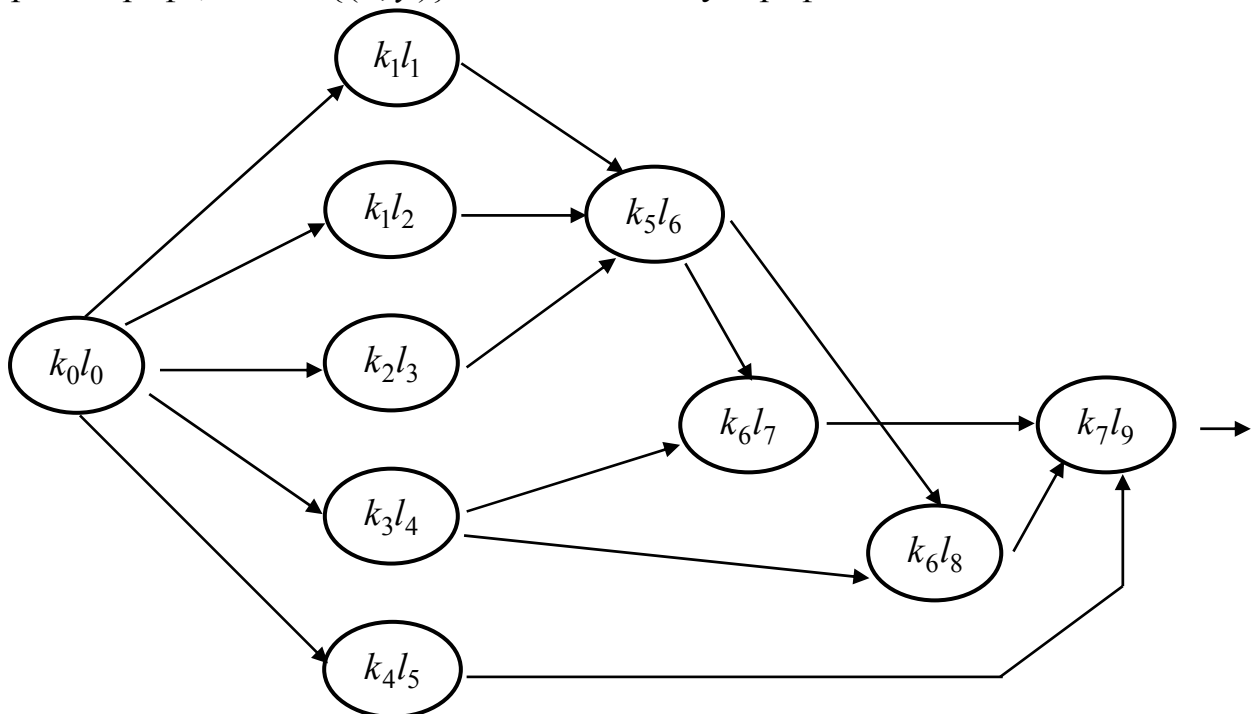 k₁l₁
k₁l₂
k₅l₆
k₀l₀
k₂l₃
k₆l₇
k₇l₉
k₃l₄
k₆l₈
k₄l₅